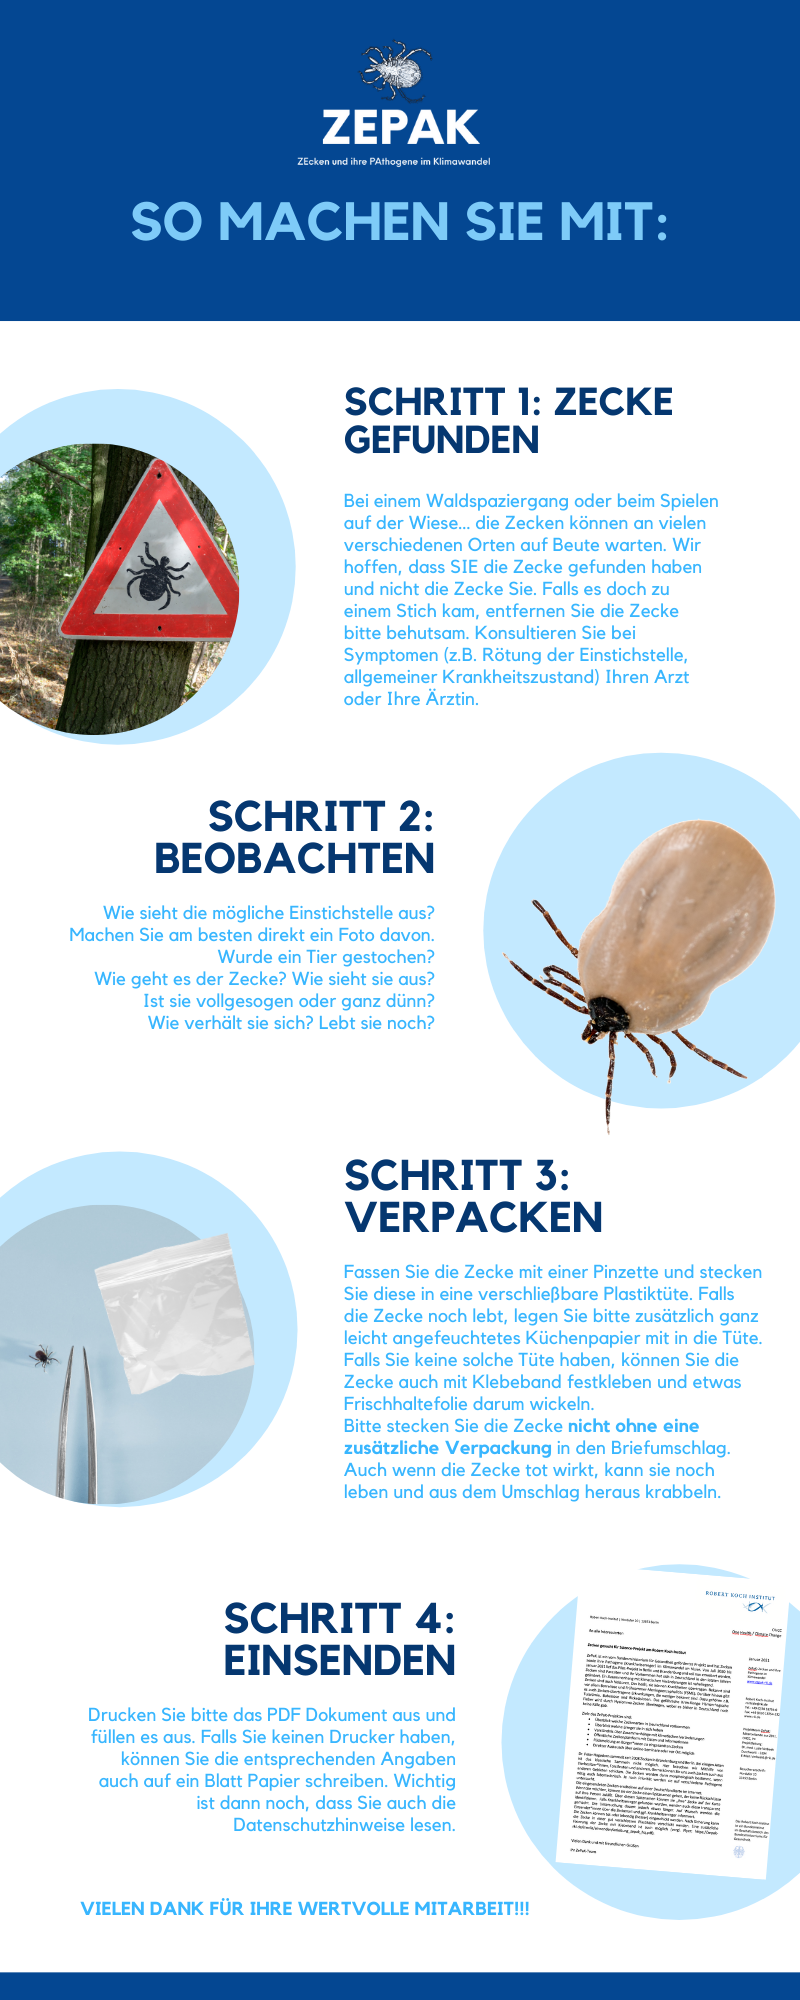 ZEPAK
ZEcken und ihre PAthogene im Klimawandel
SO MACHEN SIE MIT:
SCHRITT 1: ZECKE
GEFUNDEN
Bei einem Waldspaziergang oder beim Spielen
auf der Wiese... die Zecken können an vielen
verschiedenen Orten auf Beute warten. Wir
hoffen, dass SIE die Zecke gefunden haben
und nicht die Zecke Sie. Falls es doch zu
einem Stich kam, entfernen Sie die Zecke
bitte behutsam. Konsultieren Sie bei
Symptomen (z.B. Rötung der Einstichstelle,
allgemeiner Krankheitszustand) Ihren Arzt
oder Ihre Ärztin.
SCHRITT 2:
BEOBACHTEN
Wie sieht die mögliche Einstichstelle aus?
Machen Sie am besten direkt ein Foto davon.
Wurde ein Tier gestochen?
Wie geht es der Zecke? Wie sieht sie aus?
Ist sie vollgesogen oder ganz dünn?
Wie verhält sie sich? Lebt sie noch?
SCHRITT 3:
VERPACKEN
Fassen Sie die Zecke mit einer Pinzette und stecken
Sie diese in eine verschließbare Plastiktüte. Falls
die Zecke noch lebt, legen Sie bitte zusätzlich ganz
leicht angefeuchtetes Küchenpapier mit in die Tüte.
Falls Sie keine solche Tüte haben, können Sie die
Zecke auch mit Klebeband festkleben und etwas
Frischhaltefolie darum wickeln.
Bitte stecken Sie die Zecke nicht ohne eine
zusätzliche Verpackung in den Briefumschlag.
Auch wenn die Zecke tot wirkt, kann sie noch
leben und aus dem Umschlag heraus krabbeln.
ROBERT KOCH INSTITUT
SCHRITT 4:
EINSENDEN
Drucken Sie bitte das PDF Dokument aus und
füllen es aus. Falls Sie keinen Drucker haben,
können Sie die entsprechenden Angaben
auch auf ein Blatt Papier schreiben. Wichtig
ist dann noch, dass Sie auch die
Datenschutzhinweise lesen.
VIELEN DANK FÜR IHRE WERTVOLLE MITARBEIT!!!